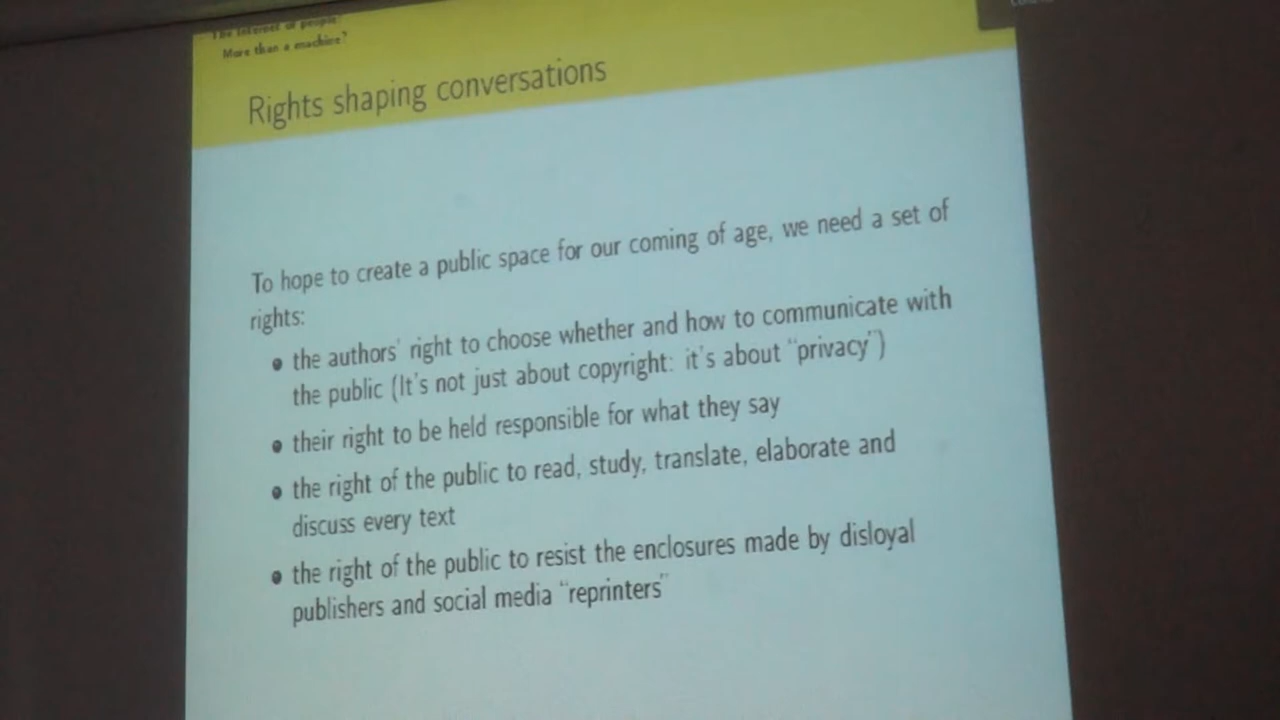 The Internet of people:
More than a machine?
Rights shaping conversations
To hope to create a public space for our coming of age, we need a set of
rights:
• the authors' right to choose whether and how to communicate with
the public (It's not just about copyright: it's about "privacy")
• their right to be held responsible for what they say
• the right of the public to read, study, translate, elaborate and
discuss every text
• the right of the public to resist the enclosures made by disloyal
publishers and social media "reprinters"